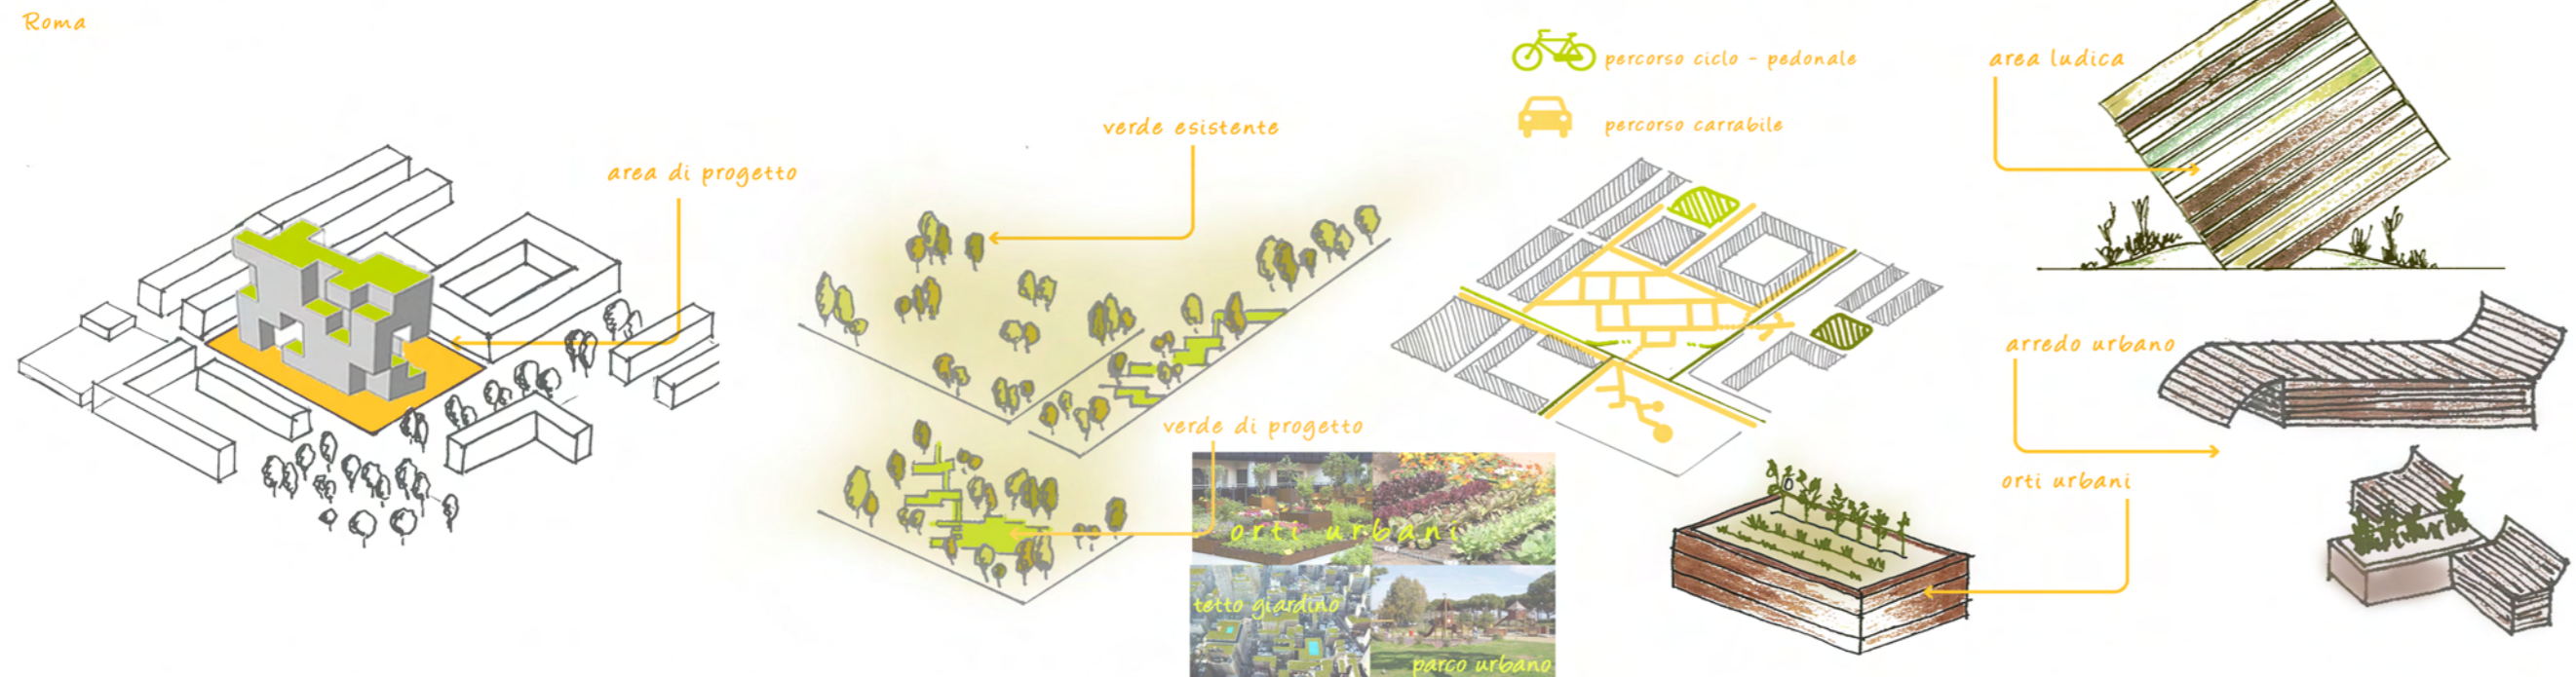 Roma
area di progetto
verde esistente
verde di progetto
orti urbani
tetto giardino
parco urbano
percorso ciclo - pedonale
percorso carrabile
area ludica
arredo urbano
orti urbani